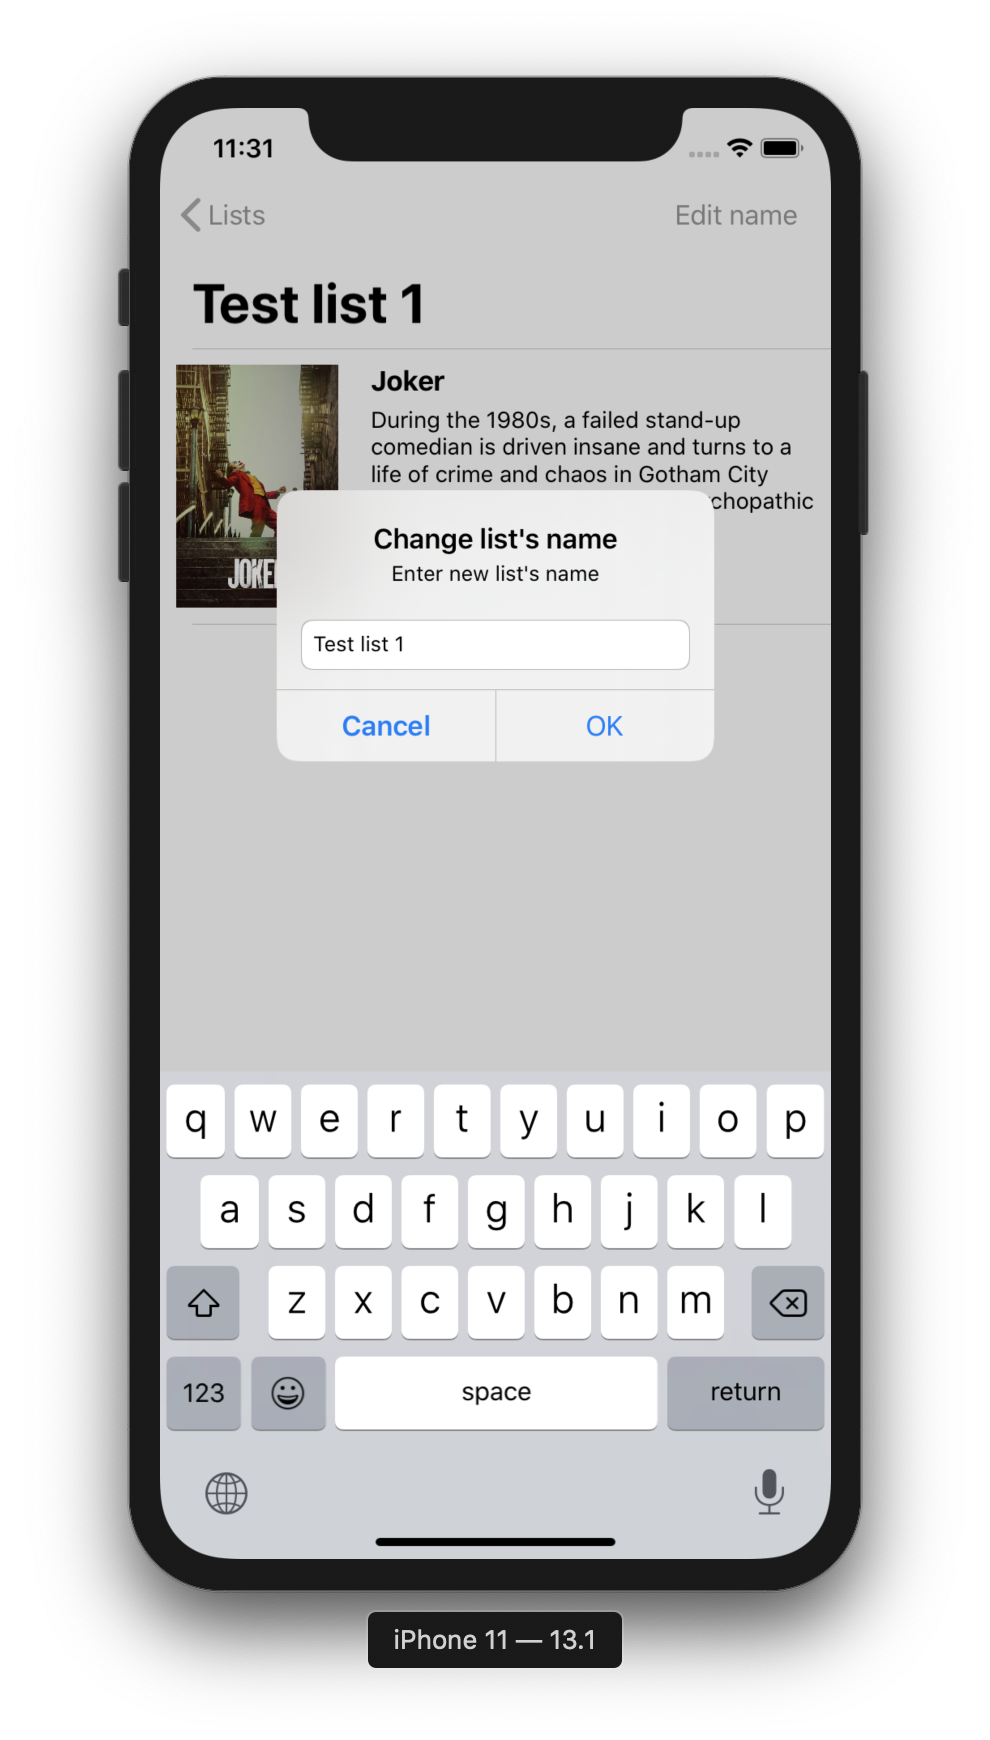 11:31
Lists
Edit name
Test list 1
Joker
During the 1980s, a failed stand-up
comedian is driven insane and turns to a
life of crime and chaos in Gotham City
chopathic
JOKE
Change list's name
Enter new list's name
Test list 1
Cancel
OK
q w e r t y u i o p
a s d f g h j k l
z x c v b n m
123
space
return
iPhone 11 — 13.1